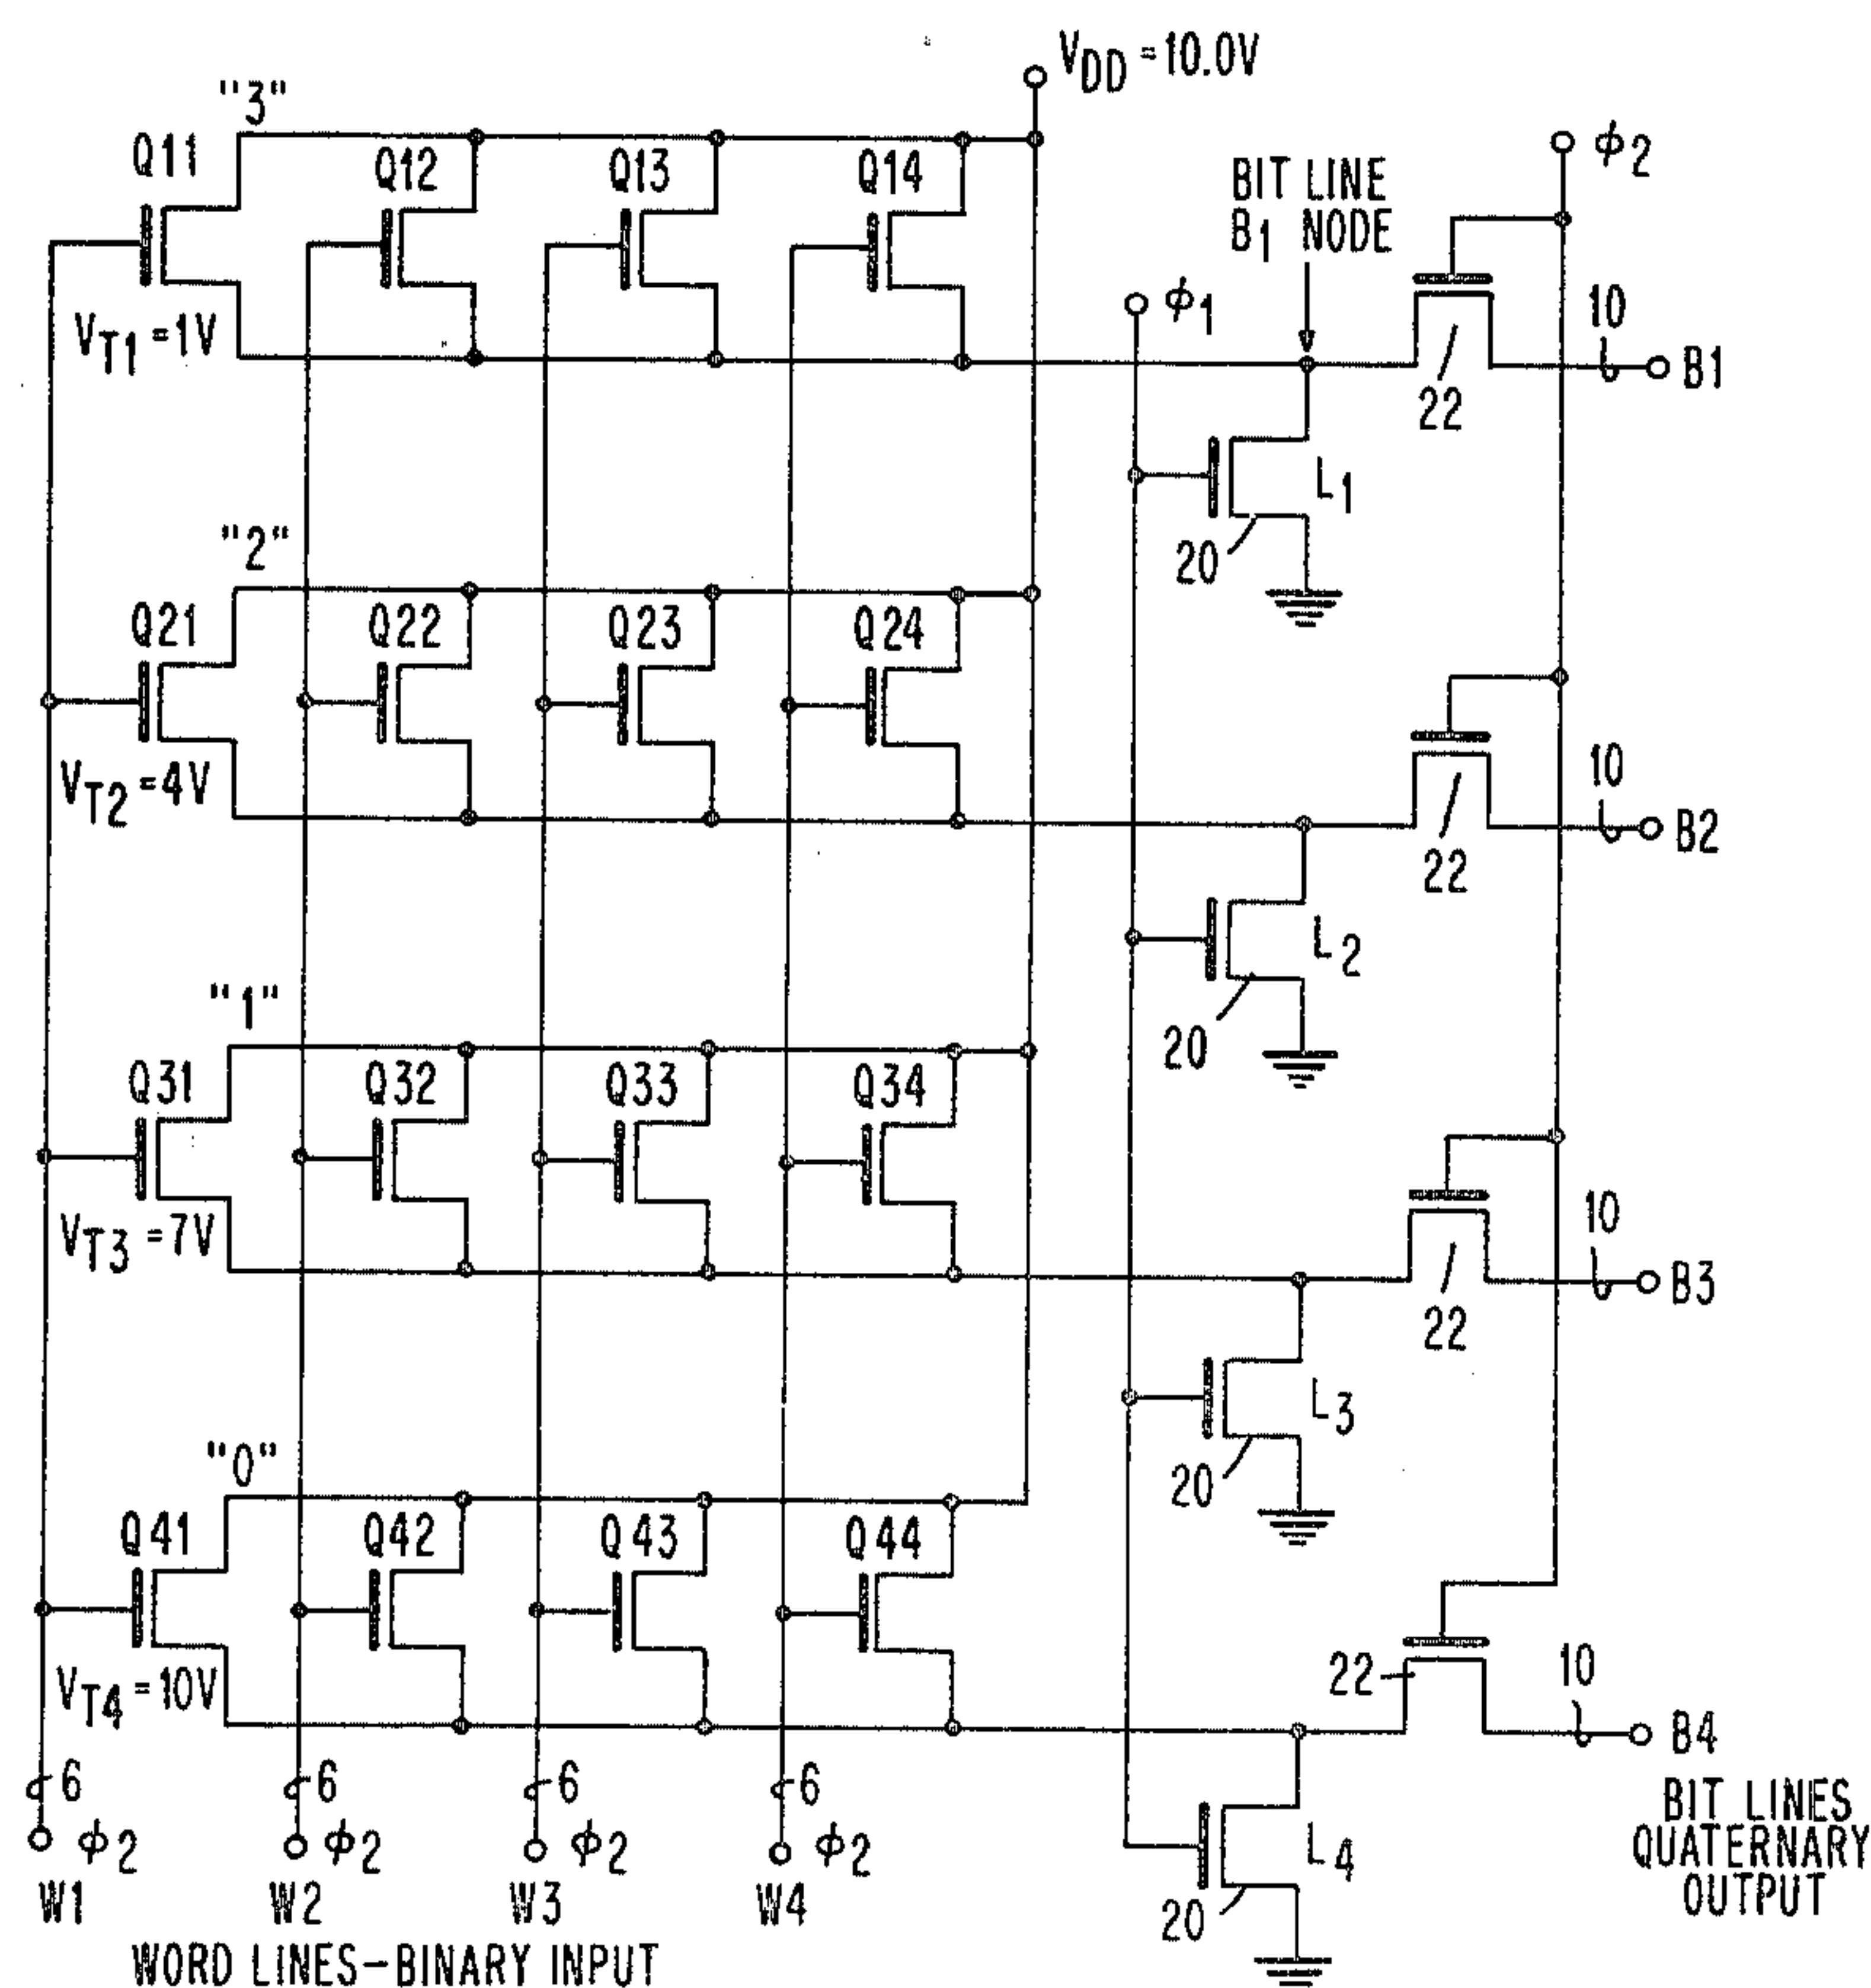 V_DD = 10.0V
"3"
Q11
Q12
Q13
Q14
BIT LINE
B₁ NODE
ϕ2
ϕ1
V_T1 = 1V
10
B1
22
L1
20
"2"
Q21
Q22
Q23
Q24
V_T2 = 4V
10
B2
22
L2
20
"1"
Q31
Q32
Q33
Q34
V_T3 = 7V
10
B3
22
L3
20
"0"
Q41
Q42
Q43
Q44
V_T4 = 10V
22
10
B4
6
6
6
6
ϕ2
ϕ2
ϕ2
ϕ2
W1
W2
W3
W4
L4
20
BIT LINES
QUATERNARY
OUTPUT
WORD LINES-BINARY INPUT